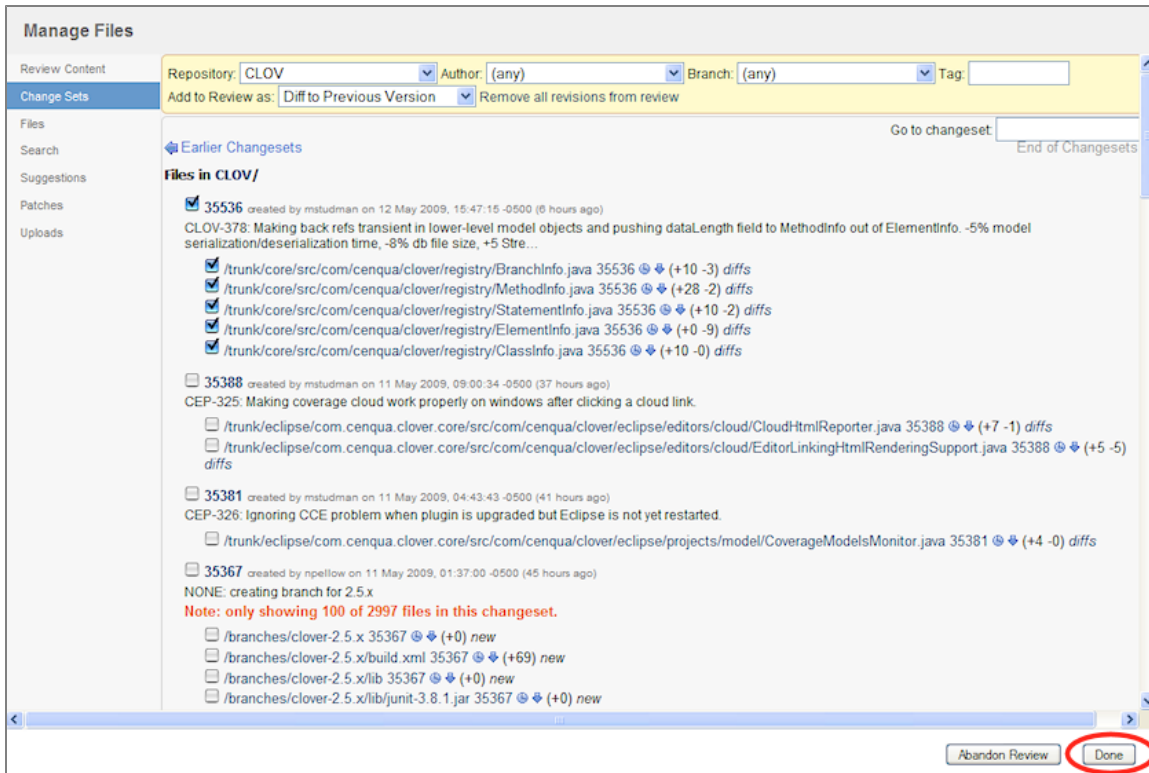 Manage Files
Review Content
Change Sets
Files
Search
Suggestions
Patches
Uploads
Repository: CLOV Author: (any) Branch: (any) Tag:
Add to Review as: Diff to Previous Version Remove all revisions from review
Go to changeset:
Earlier Changesets End of Changesets
Files in CLOV/
35536 created by mstudman on 12 May 2009, 15:47:15 -0500 (6 hours ago)
CLOV-378: Making back refs transient in lower-level model objects and pushing dataLength field to MethodInfo out of ElementInfo. -5% model
serialization/deserialization time, -8% db file size, +5 Stre...
/trunk/core/src/com/cenqua/clover/registry/BranchInfo.java 35536 (+10 -3) diffs
/trunk/core/src/com/cenqua/clover/registry/MethodInfo.java 35536 (+28 -2) diffs
/trunk/core/src/com/cenqua/clover/registry/StatementInfo.java 35536 (+10 -2) diffs
/trunk/core/src/com/cenqua/clover/registry/ElementInfo.java 35536 (+0 -9) diffs
/trunk/core/src/com/cenqua/clover/registry/ClassInfo.java 35536 (+10 -0) diffs
35388 created by mstudman on 11 May 2009, 09:00:34 -0500 (37 hours ago)
CEP-325: Making coverage cloud work properly on windows after clicking a cloud link.
/trunk/eclipse/com.cenqua.clover.core/src/com/cenqua/clover/eclipse/editors/cloud/CloudHtmlReporter.java 35388 (+7 -1) diffs
/trunk/eclipse/com.cenqua.clover.core/src/com/cenqua/clover/eclipse/editors/cloud/EditorLinkingHtmlRenderingSupport.java 35388 (+5 -5)
diffs
35381 created by mstudman on 11 May 2009, 04:43:43 -0500 (41 hours ago)
CEP-326: Ignoring CCE problem when plugin is upgraded but Eclipse is not yet restarted.
/trunk/eclipse/com.cenqua.clover.core/src/com/cenqua/clover/eclipse/projects/model/CoverageModelsMonitor.java 35381 (+4 -0) diffs
35367 created by npellow on 11 May 2009, 01:37:00 -0500 (45 hours ago)
NONE: creating branch for 2.5.x
Note: only showing 100 of 2997 files in this changeset.
/branches/clover-2.5.x 35367 (+0) new
/branches/clover-2.5.x/build.xml 35367 (+69) new
/branches/clover-2.5.x/lib 35367 (+0) new
/branches/clover-2.5.x/lib/junit-3.8.1.jar 35367 (+0) new
Abandon Review Done